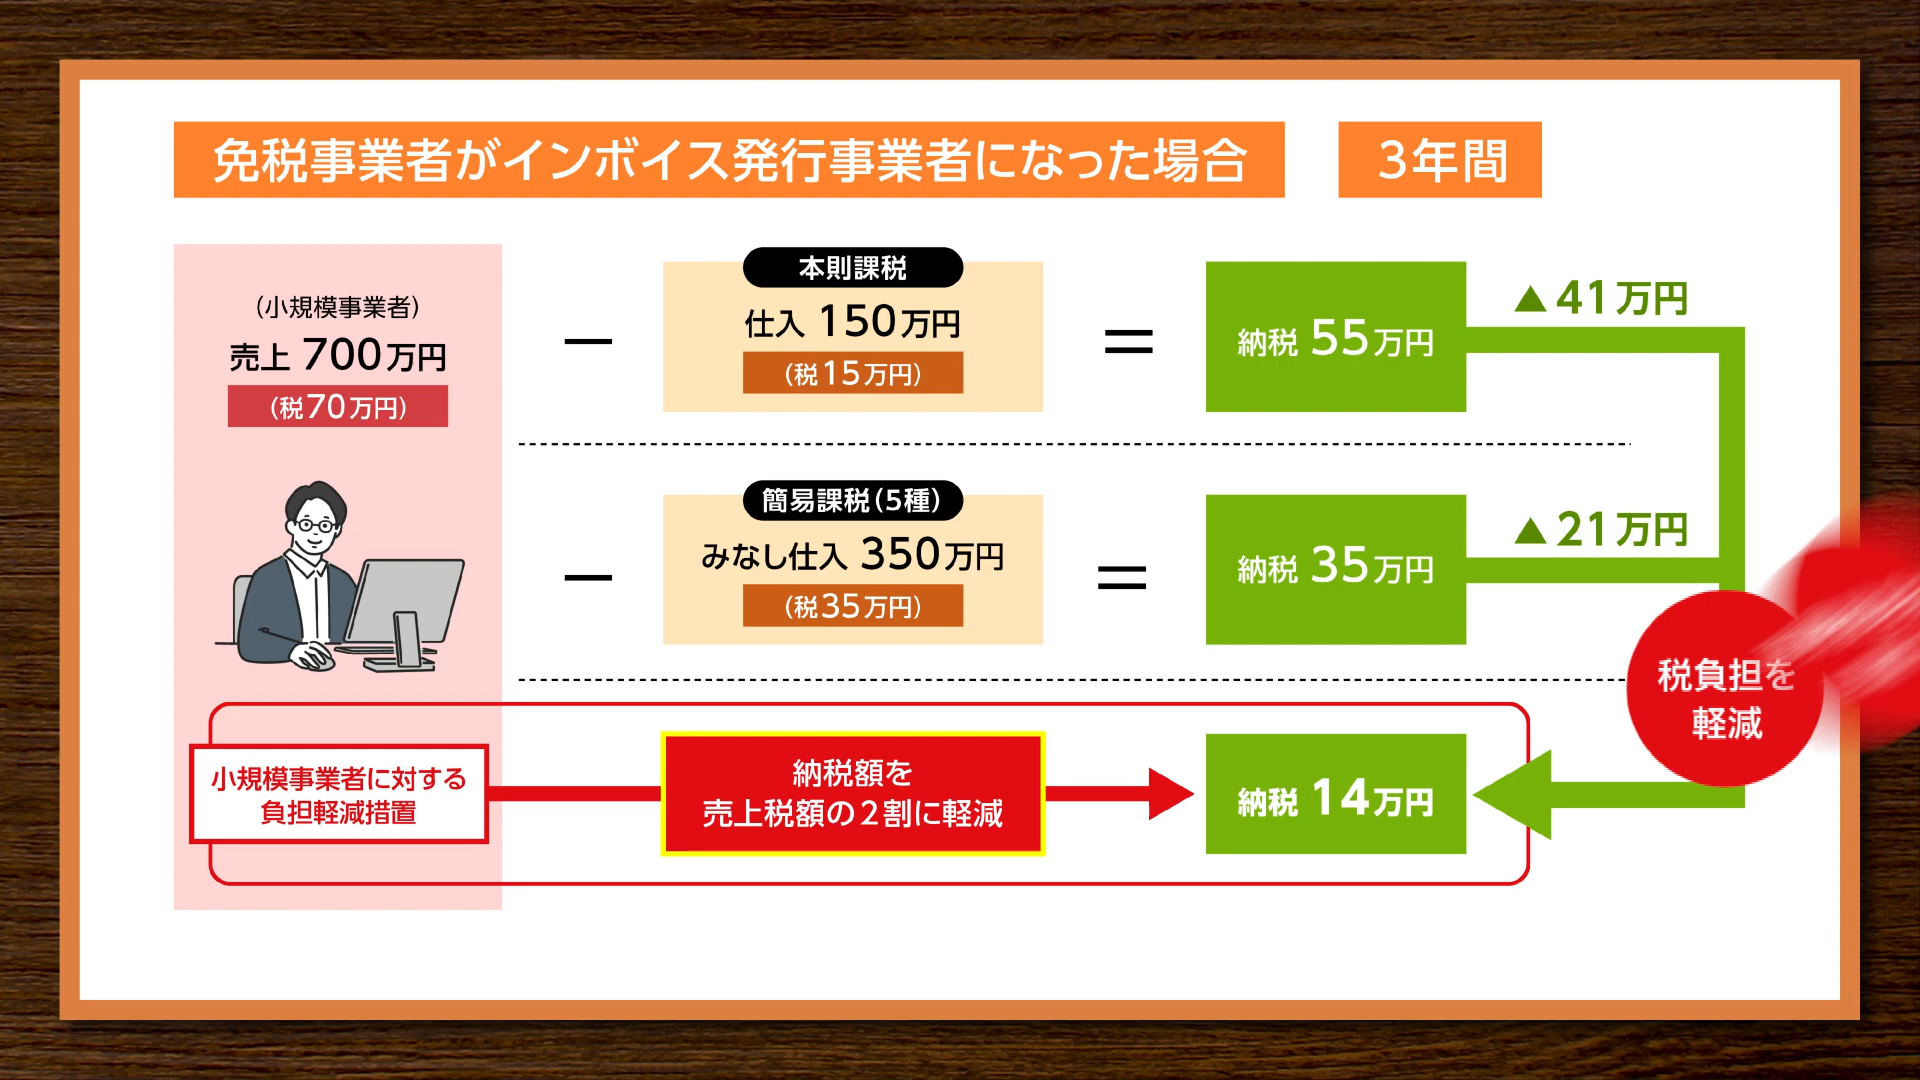 免税事業者がインボイス発行事業者になった場合
3年間
(小規模事業者)
売上 700万円
(税70万円)
本則課税
仕入 150万円
(税15万円)
納税 55万円
▲41万円
簡易課税(5種)
みなし仕入 350万円
(税35万円)
納税 35万円
▲21万円
税負担を
軽減
小規模事業者に対する
負担軽減措置
納税額を
売上税額の2割に軽減
納税 14万円